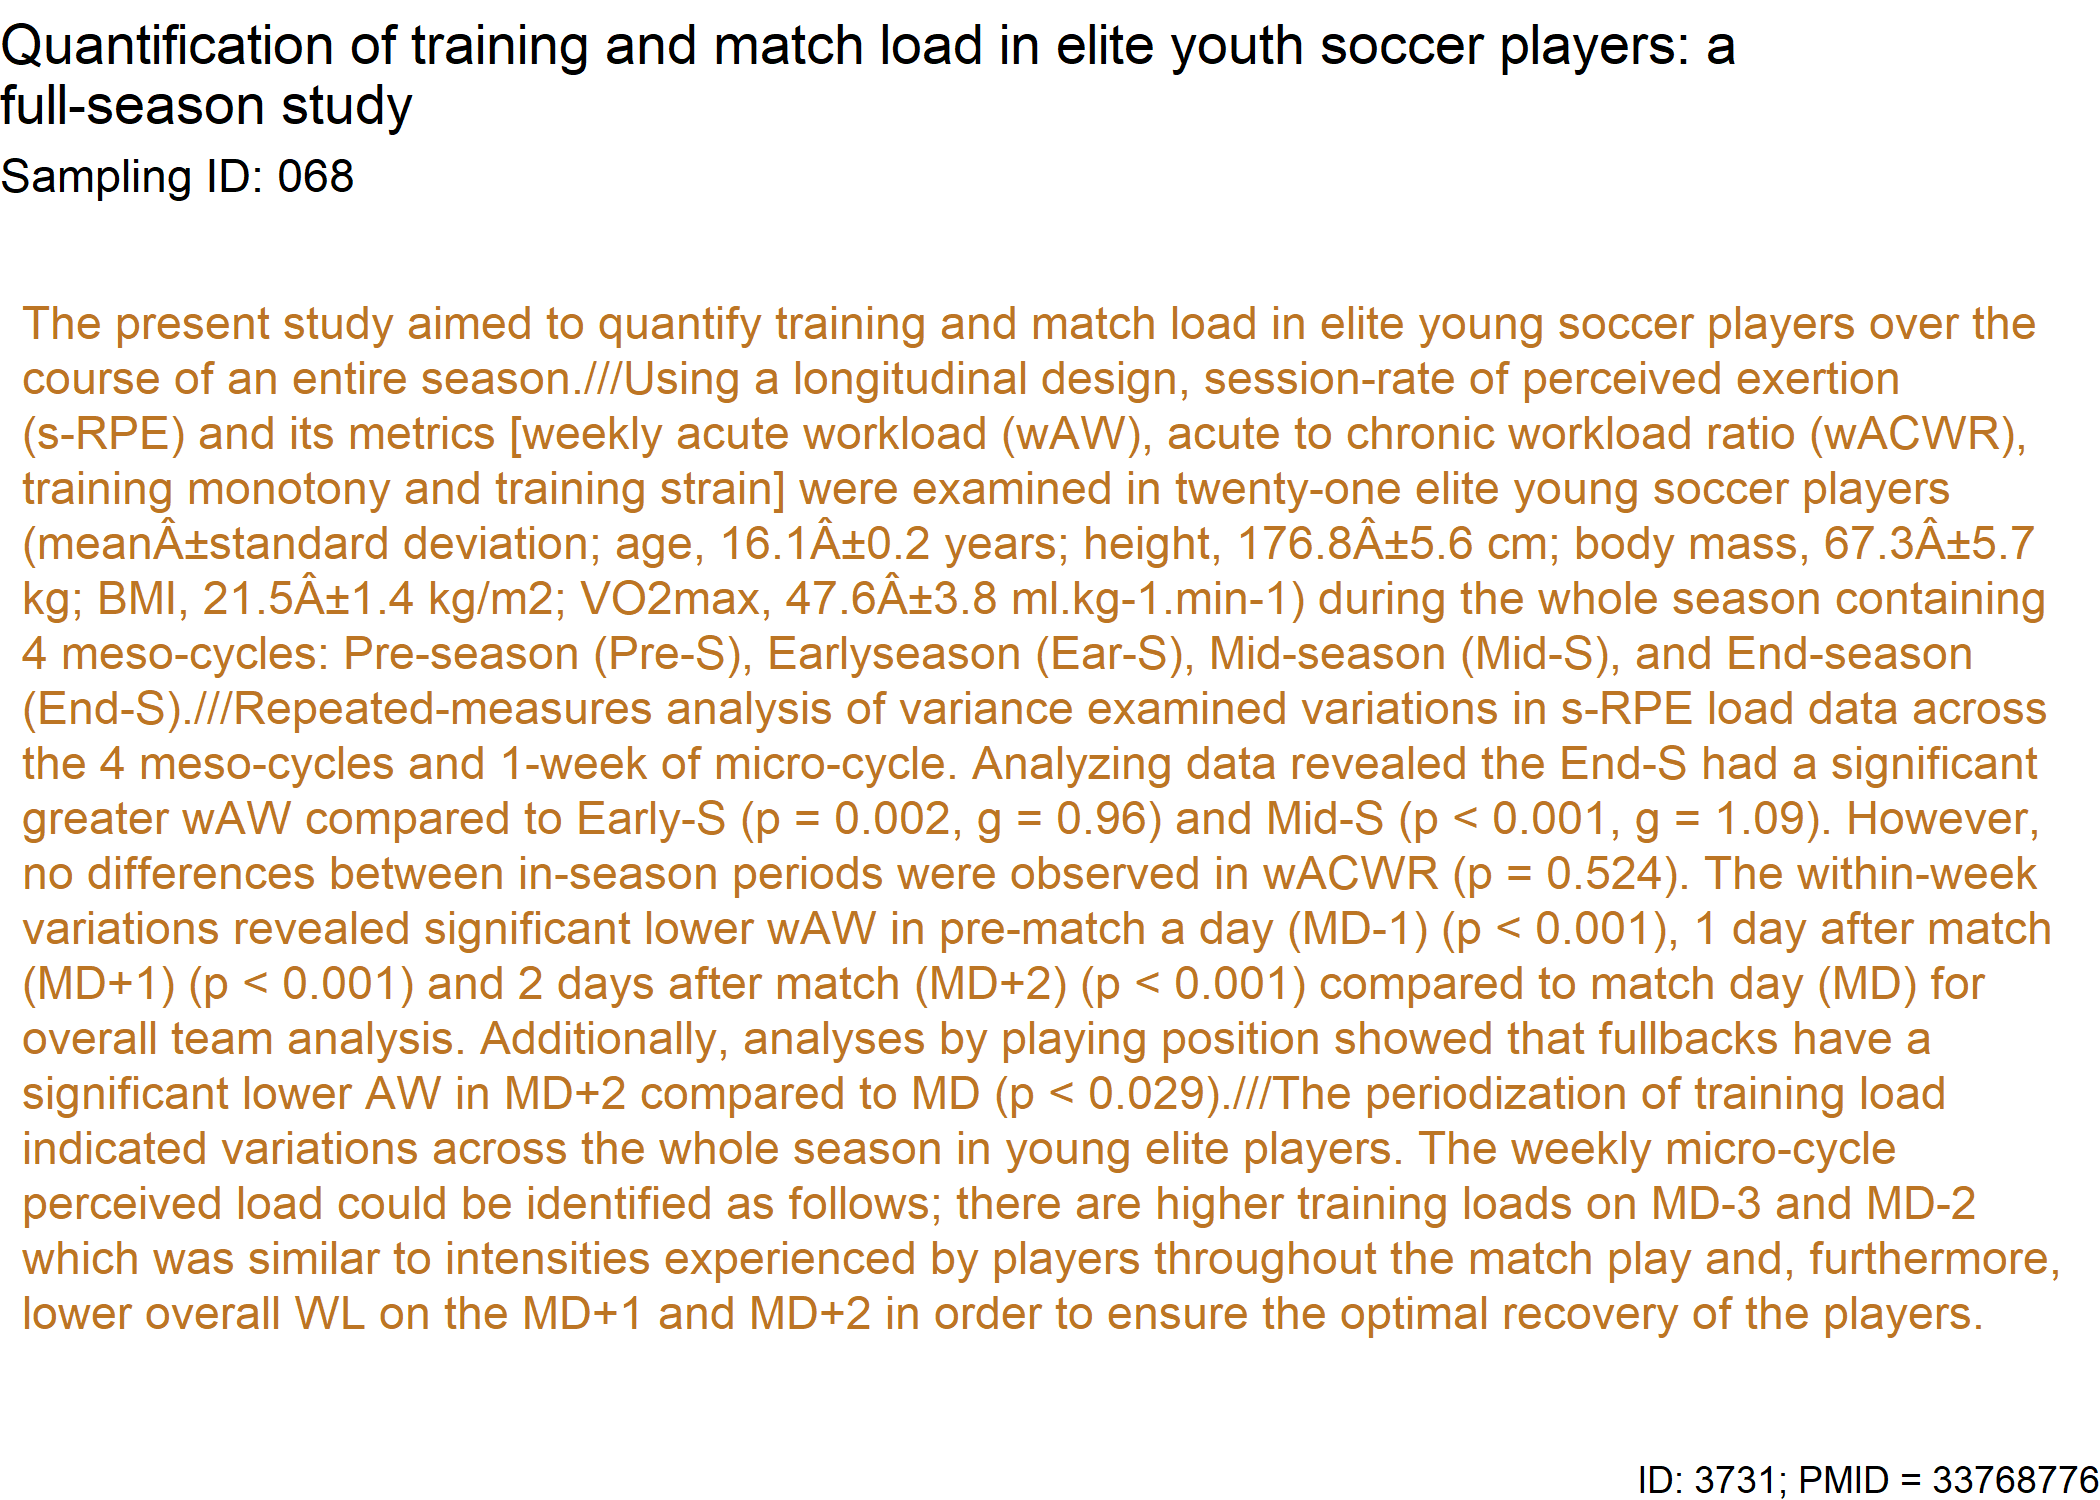 Quantification of training and match load in elite youth soccer players: a
full-season study
Sampling ID: 068
The present study aimed to quantify training and match load in elite young soccer players over the
course of an entire season.///Using a longitudinal design, session-rate of perceived exertion
(s-RPE) and its metrics [weekly acute workload (wAW), acute to chronic workload ratio (wACWR),
training monotony and training strain] were examined in twenty-one elite young soccer players
(meanÂ±standard deviation; age, 16.1Â±0.2 years; height, 176.8Â±5.6 cm; body mass, 67.3Â±5.7
kg; BMI, 21.5Â±1.4 kg/m2; VO2max, 47.6Â±3.8 ml.kg-1.min-1) during the whole season containing
4 meso-cycles: Pre-season (Pre-S), Earlyseason (Ear-S), Mid-season (Mid-S), and End-season
(End-S).///Repeated-measures analysis of variance examined variations in s-RPE load data across
the 4 meso-cycles and 1-week of micro-cycle. Analyzing data revealed the End-S had a significant
greater wAW compared to Early-S (p = 0.002, g = 0.96) and Mid-S (p < 0.001, g = 1.09). However,
no differences between in-season periods were observed in wACWR (p = 0.524). The within-week
variations revealed significant lower wAW in pre-match a day (MD-1) (p < 0.001), 1 day after match
(MD+1) (p < 0.001) and 2 days after match (MD+2) (p < 0.001) compared to match day (MD) for
overall team analysis. Additionally, analyses by playing position showed that fullbacks have a
significant lower AW in MD+2 compared to MD (p < 0.029).///The periodization of training load
indicated variations across the whole season in young elite players. The weekly micro-cycle
perceived load could be identified as follows; there are higher training loads on MD-3 and MD-2
which was similar to intensities experienced by players throughout the match play and, furthermore,
lower overall WL on the MD+1 and MD+2 in order to ensure the optimal recovery of the players.
ID: 3731; PMID = 33768776